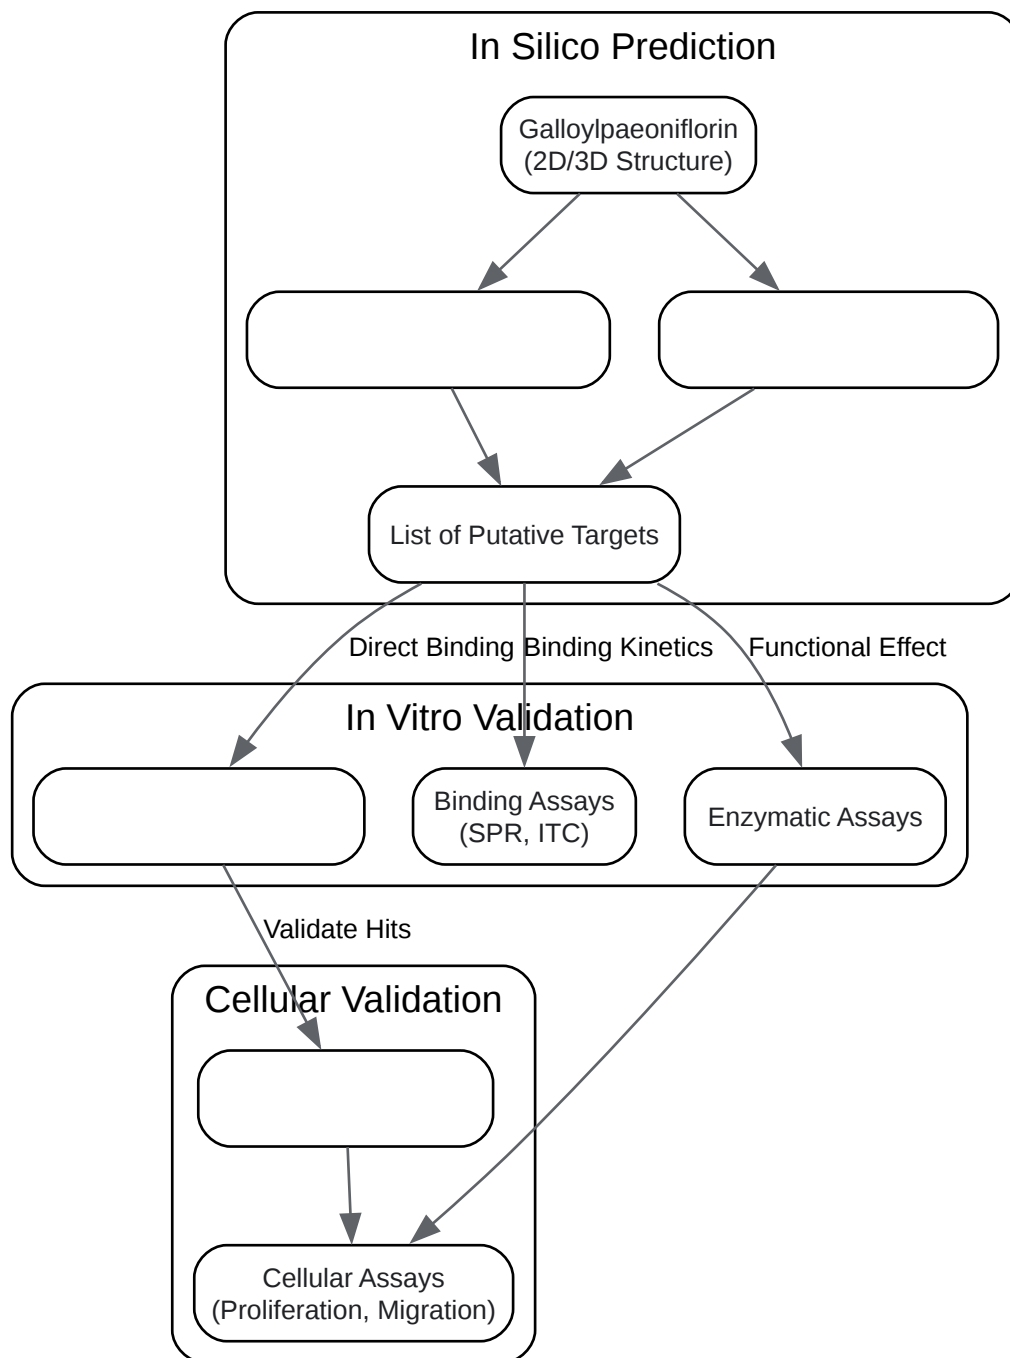 In Silico Prediction
Galloylpaeoniflorin
(2D/3D Structure)
List of Putative Targets
Direct Binding
Binding Kinetics
Functional Effect
In Vitro Validation
Binding Assays
(SPR, ITC)
Enzymatic Assays
Validate Hits
Cellular Validation
Cellular Assays
(Proliferation, Migration)